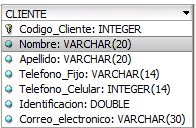 CLIENTE
Codigo_Cliente: INTEGER
Nombre: VARCHAR(20)
Apellido: VARCHAR(20)
Telefono_Fijo: VARCHAR(14)
Telefono_Celular: INTEGER(14)
Identificacion: DOUBLE
Correo_electronico: VARCHAR(30)